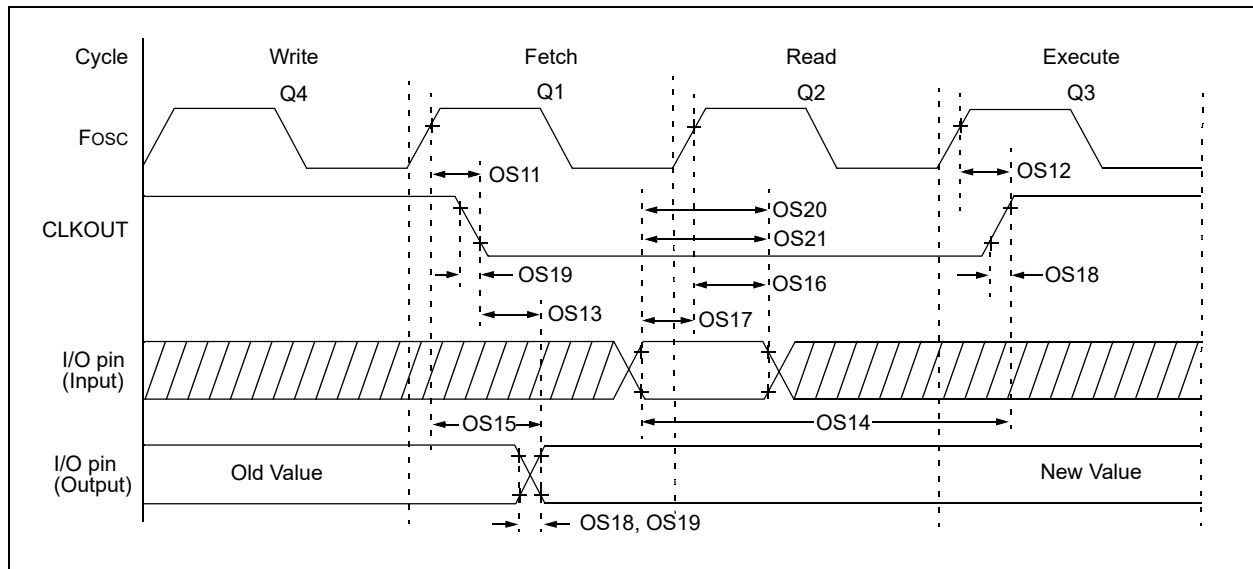 Cycle Write Fetch Read Execute
Q4 Q1 Q2 Q3
FOSC
OS11 OS12
OS20
CLKOUT
OS21
OS19 OS16 OS18
OS13 OS17
I/O pin
(Input)
OS15 OS14
I/O pin
(Output)
Old Value New Value
OS18, OS19